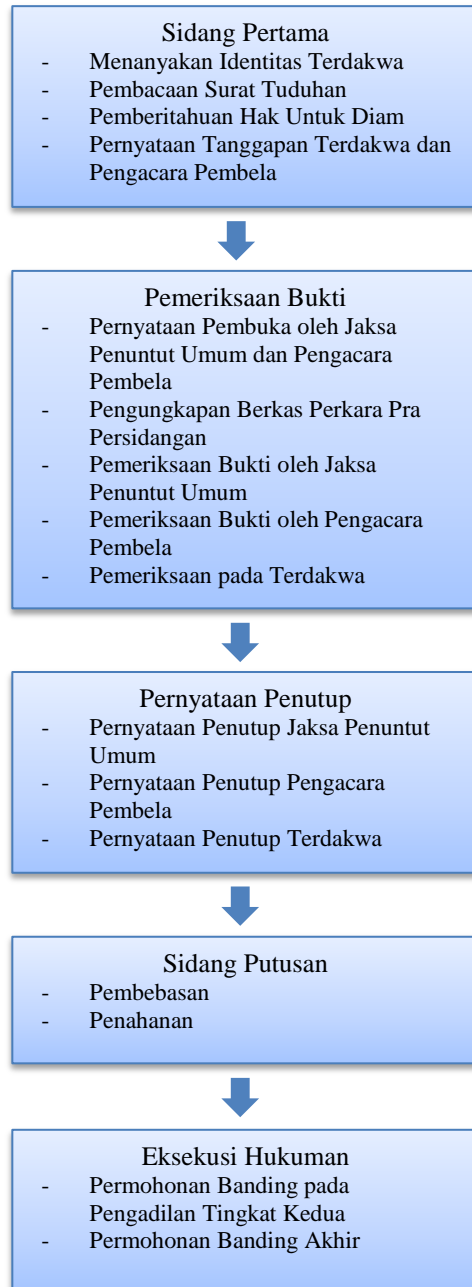 Sidang Pertama
- Menanyakan Identitas Terdakwa
- Pembacaan Surat Tuduhan
- Pemberitahuan Hak Untuk Diam
- Pernyataan Tanggapan Terdakwa dan
Pengacara Pembela
Pemeriksaan Bukti
- Pernyataan Pembuka oleh Jaksa
Penuntut Umum dan Pengacara
Pembela
- Pengungkapan Berkas Perkara Pra
Persidangan
- Pemeriksaan Bukti oleh Jaksa
Penuntut Umum
- Pemeriksaan Bukti oleh Pengacara
Pembela
- Pemeriksaan pada Terdakwa
Pernyataan Penutup
- Pernyataan Penutup Jaksa Penuntut
Umum
- Pernyataan Penutup Pengacara
Pembela
- Pernyataan Penutup Terdakwa
Sidang Putusan
- Pembebasan
- Penahanan
Eksekusi Hukuman
- Permohonan Banding pada
Pengadilan Tingkat Kedua
- Permohonan Banding Akhir